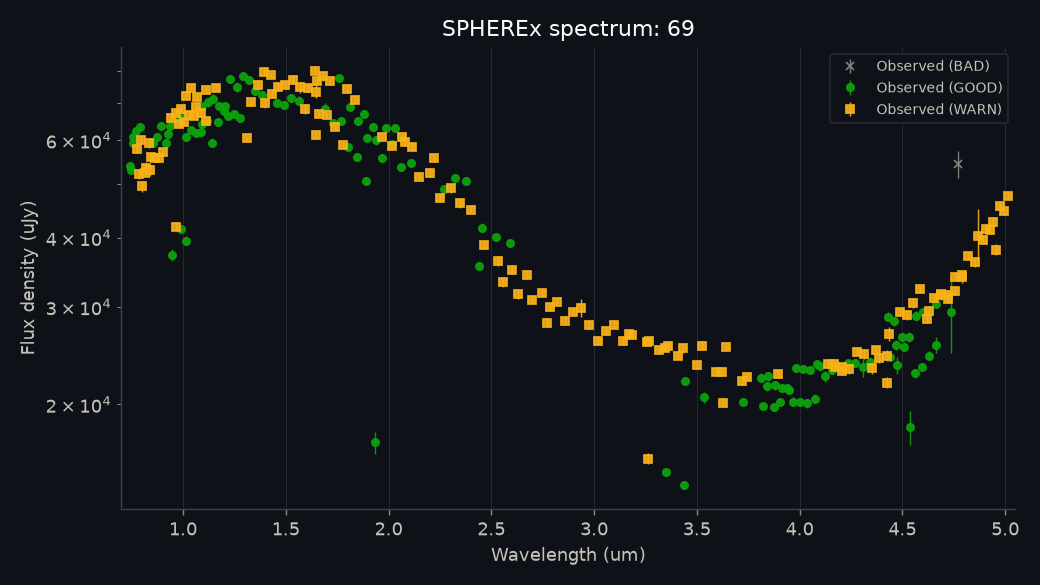 SPHEREx spectrum: 69
Observed (BAD)
Observed (GOOD)
Observed (WARN)
Flux density (uJy)
6 × 10⁴
4 × 10⁴
3 × 10⁴
2 × 10⁴
1.0 1.5 2.0 2.5 3.0 3.5 4.0 4.5 5.0
Wavelength (um)